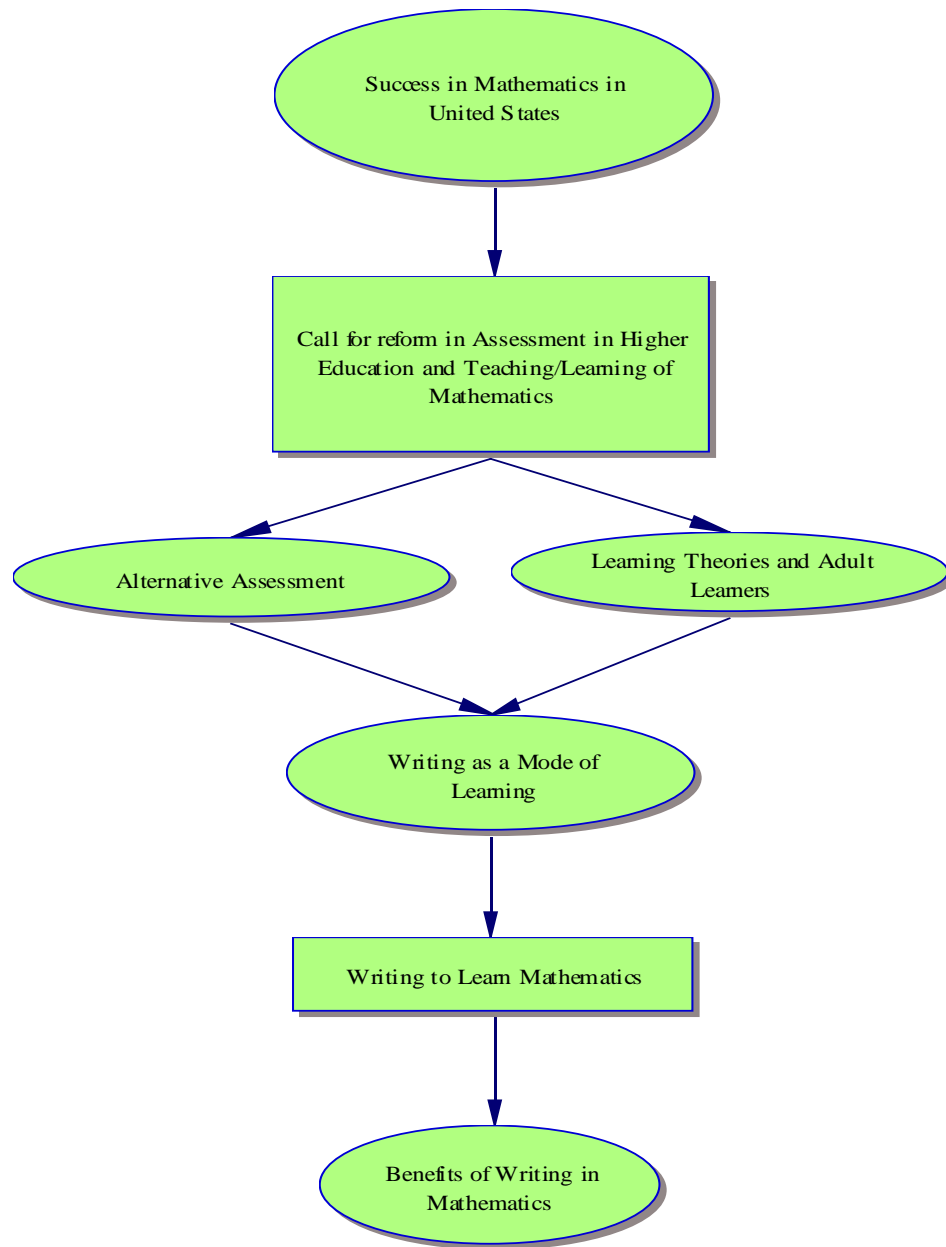 Success in Mathematics in
United States
Call for reform in Assessment in Higher
Education and Teaching/Learning of
Mathematics
Alternative Assessment
Learning Theories and Adult
Learners
Writing as a Mode of
Learning
Writing to Learn Mathematics
Benefits of Writing in
Mathematics